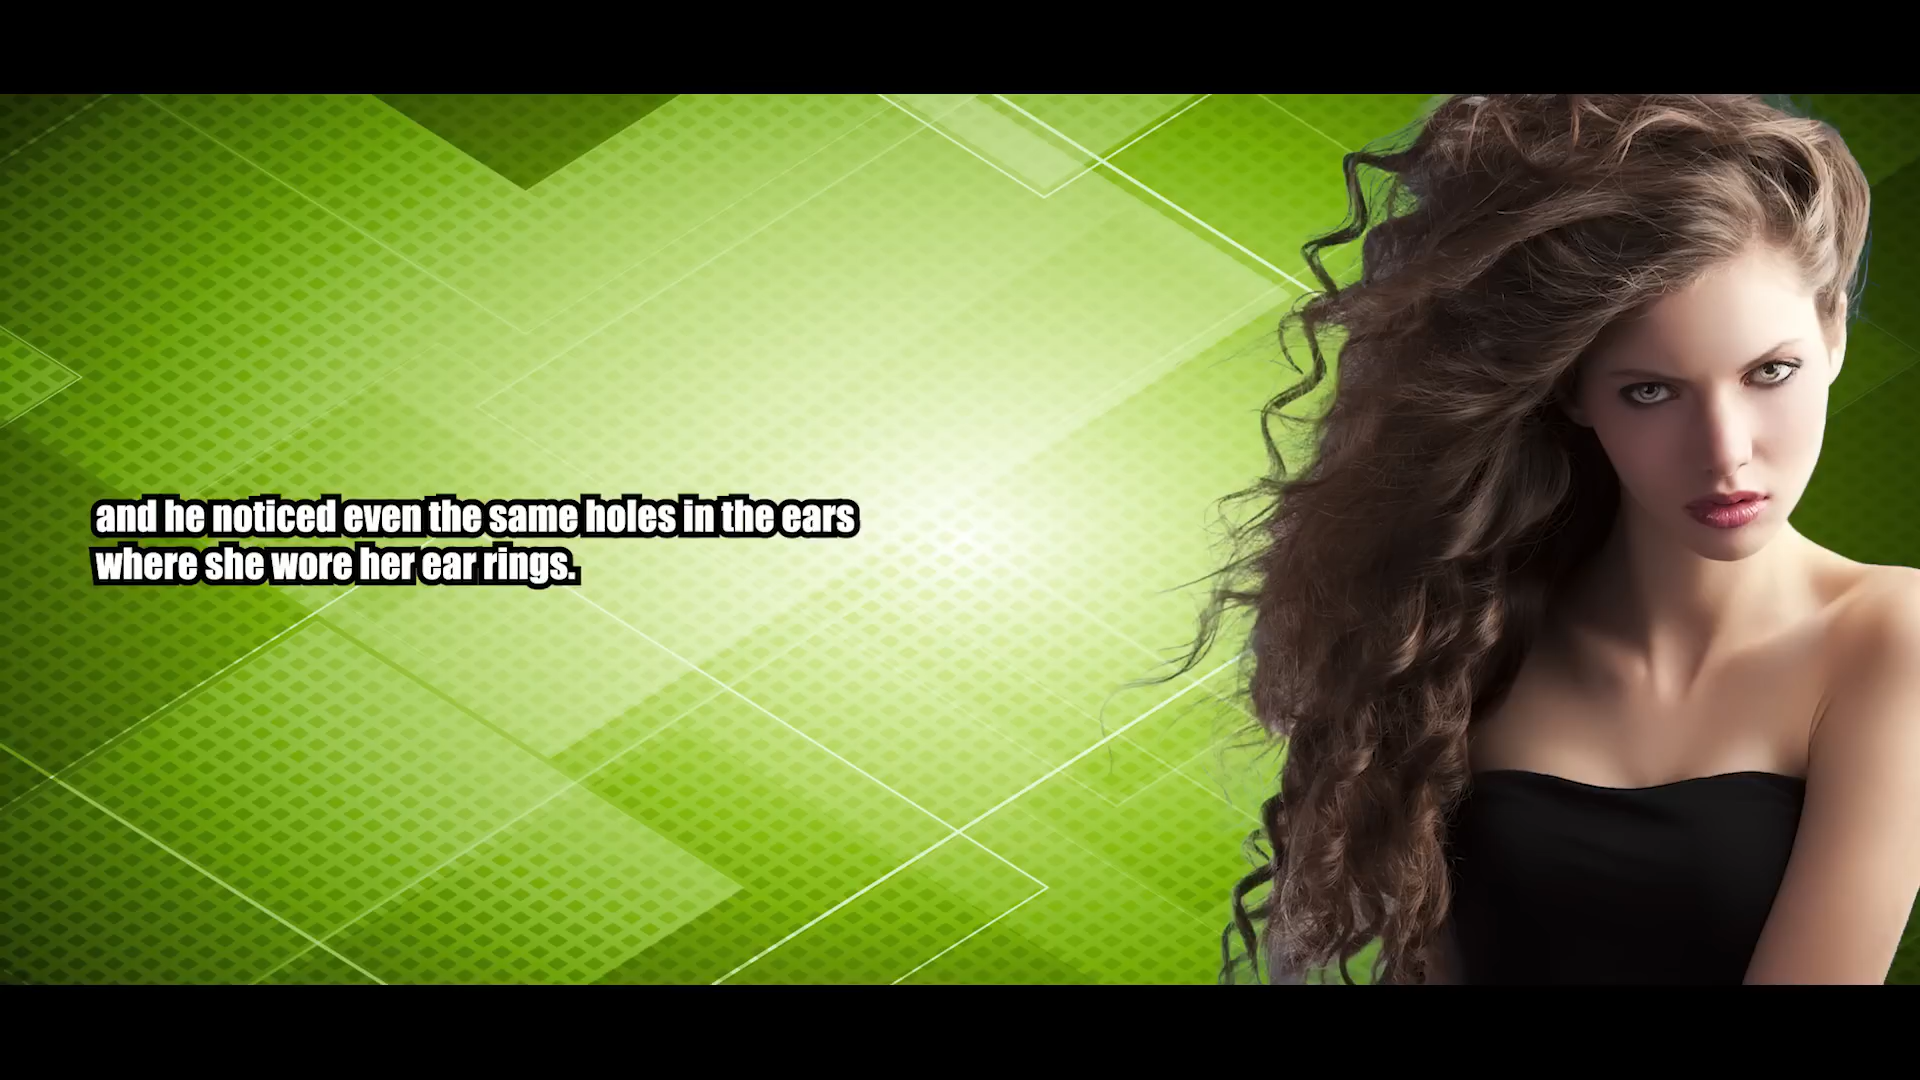 and he noticed even the same holes in the ears
where she wore her ear rings.